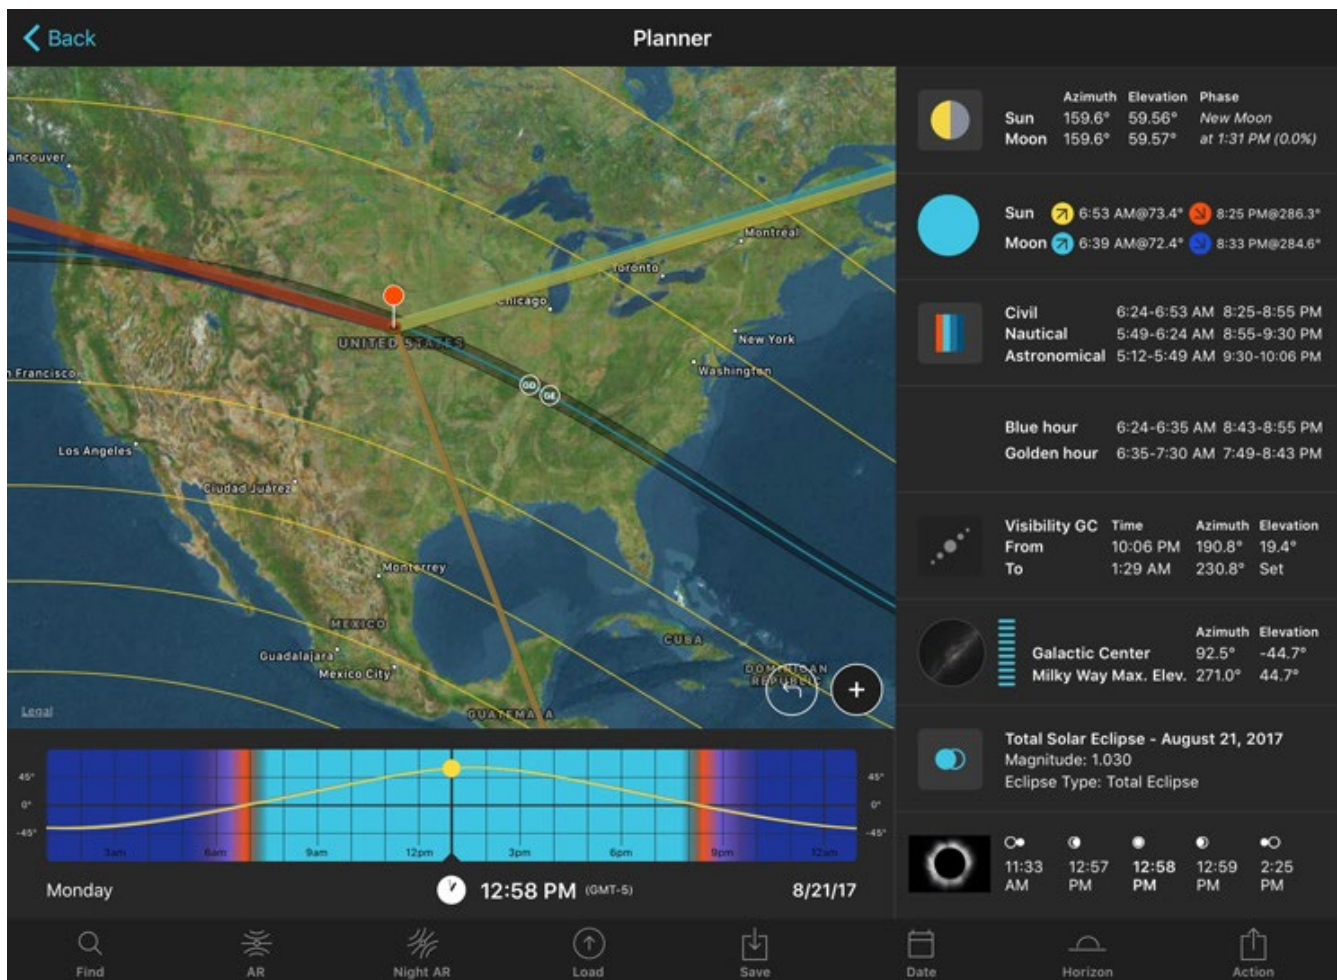 Back
Planner
ancouver
Montreal
Toronto
Chicago
UNITED STATES
New York
Washington
n Francisco
Los Angeles
Ciudad Juárez
Monterrey
MEXICO
CUBA
Guadalajara
Mexico City
DOMINICAN
REPUBLIC
GUATEMALA
GD
GE
Legal
Azimuth Elevation Phase
Sun 159.6° 59.56° New Moon
Moon 159.6° 59.57° at 1:31 PM (0.0%)
Sun 6:53 AM@73.4° 8:25 PM@286.3°
Moon 6:39 AM@72.4° 8:33 PM@284.6°
Civil 6:24-6:53 AM 8:25-8:55 PM
Nautical 5:49-6:24 AM 8:55-9:30 PM
Astronomical 5:12-5:49 AM 9:30-10:06 PM
Blue hour 6:24-6:35 AM 8:43-8:55 PM
Golden hour 6:35-7:30 AM 7:49-8:43 PM
Visibility GC Time Azimuth Elevation
From 10:06 PM 190.8° 19.4°
To 1:29 AM 230.8° Set
Azimuth Elevation
Galactic Center 92.5° -44.7°
Milky Way Max. Elev. 271.0° 44.7°
Total Solar Eclipse - August 21, 2017
Magnitude: 1.030
Eclipse Type: Total Eclipse
11:33 12:57 12:58 12:59 2:25
AM PM PM PM PM
45° 45°
0° 0°
-45° -45°
3am 6am 9am 12pm 3pm 6pm 9pm 12am
Monday 12:58 PM (GMT-5) 8/21/17
Find AR Night AR Load Save Date Horizon Action